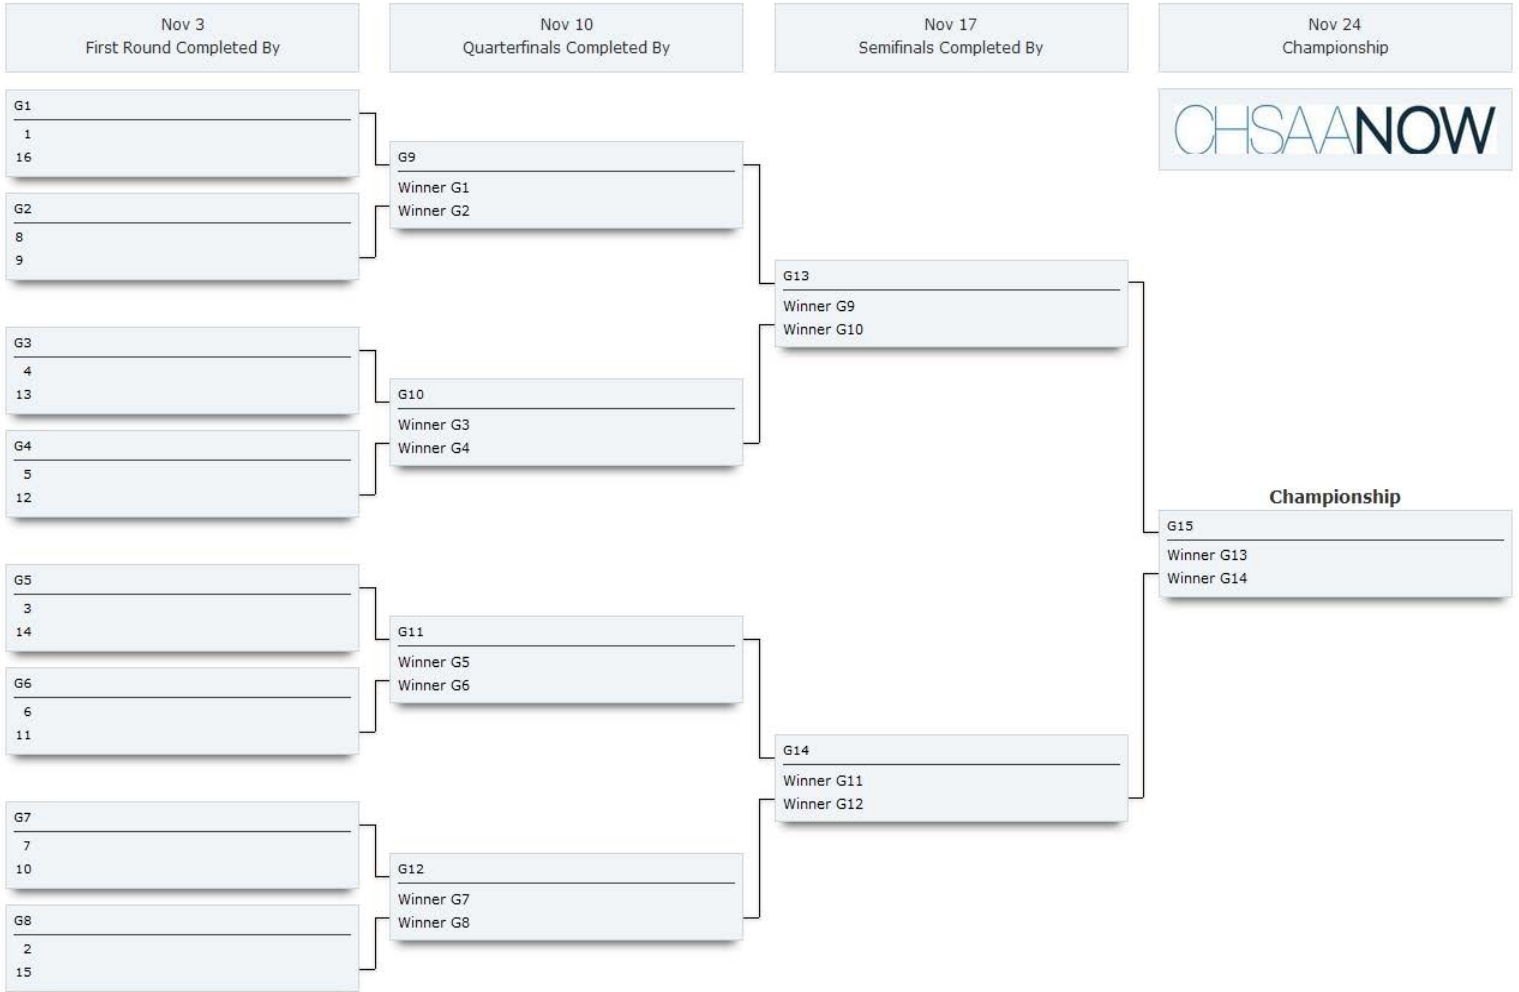 Nov 3
First Round Completed By
Nov 10
Quarterfinals Completed By
Nov 17
Semifinals Completed By
Nov 24
Championship
CHSAANOW
G1
1
16
G2
8
9
G3
4
13
G4
5
12
G5
3
14
G6
6
11
G7
7
10
G8
2
15
G9
Winner G1
Winner G2
G10
Winner G3
Winner G4
G11
Winner G5
Winner G6
G12
Winner G7
Winner G8
G13
Winner G9
Winner G10
G14
Winner G11
Winner G12
Championship
G15
Winner G13
Winner G14